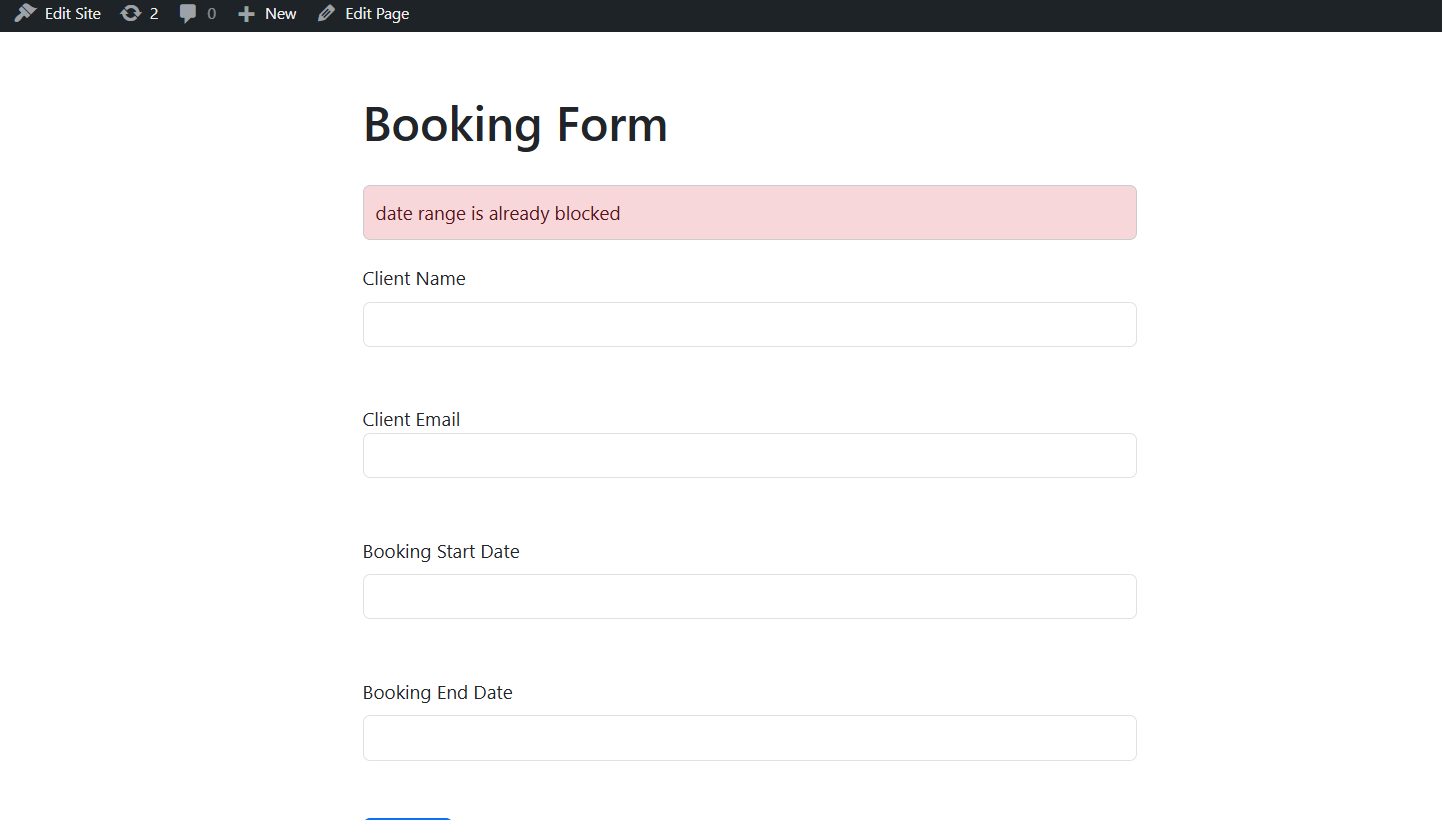 Edit Site 2 0 New Edit Page
Booking Form
date range is already blocked
Client Name
Client Email
Booking Start Date
Booking End Date